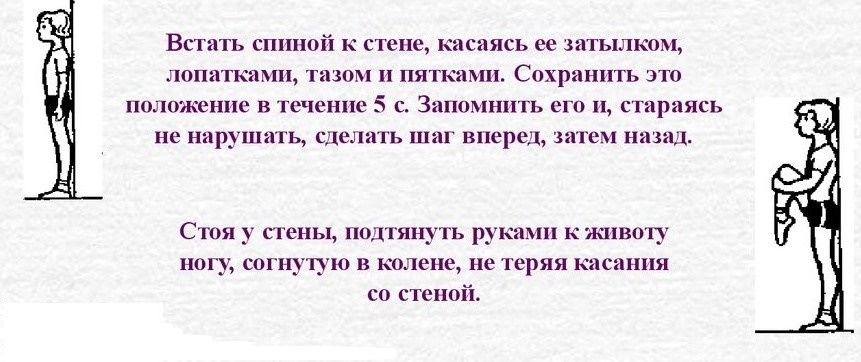 Встать спиной к стене, касаясь ее затылком,
лопатками, тазом и пятками. Сохранить это
положение в течение 5 с. Запомнить его и, стараясь
не нарушать, сделать шаг вперед, затем назад.
Стоя у стены, подтянуть руками к животу
ногу, согнутую в колене, не теряя касания
со стеной.